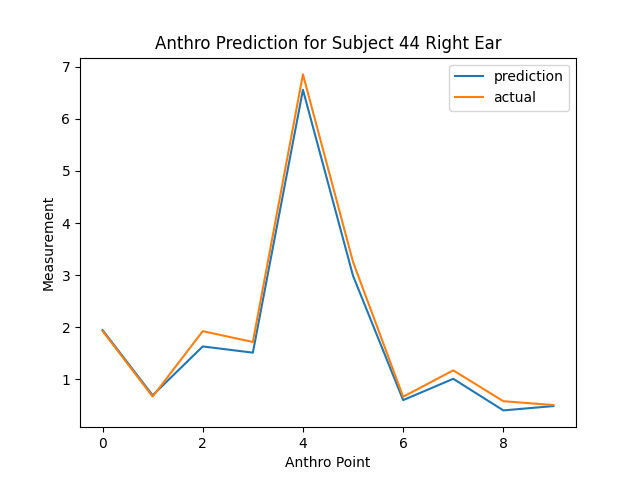 Anthro Prediction for Subject 44 Right Ear
prediction
actual
7
6
5
4
3
2
1
Measurement
0 2 4 6 8
Anthro Point